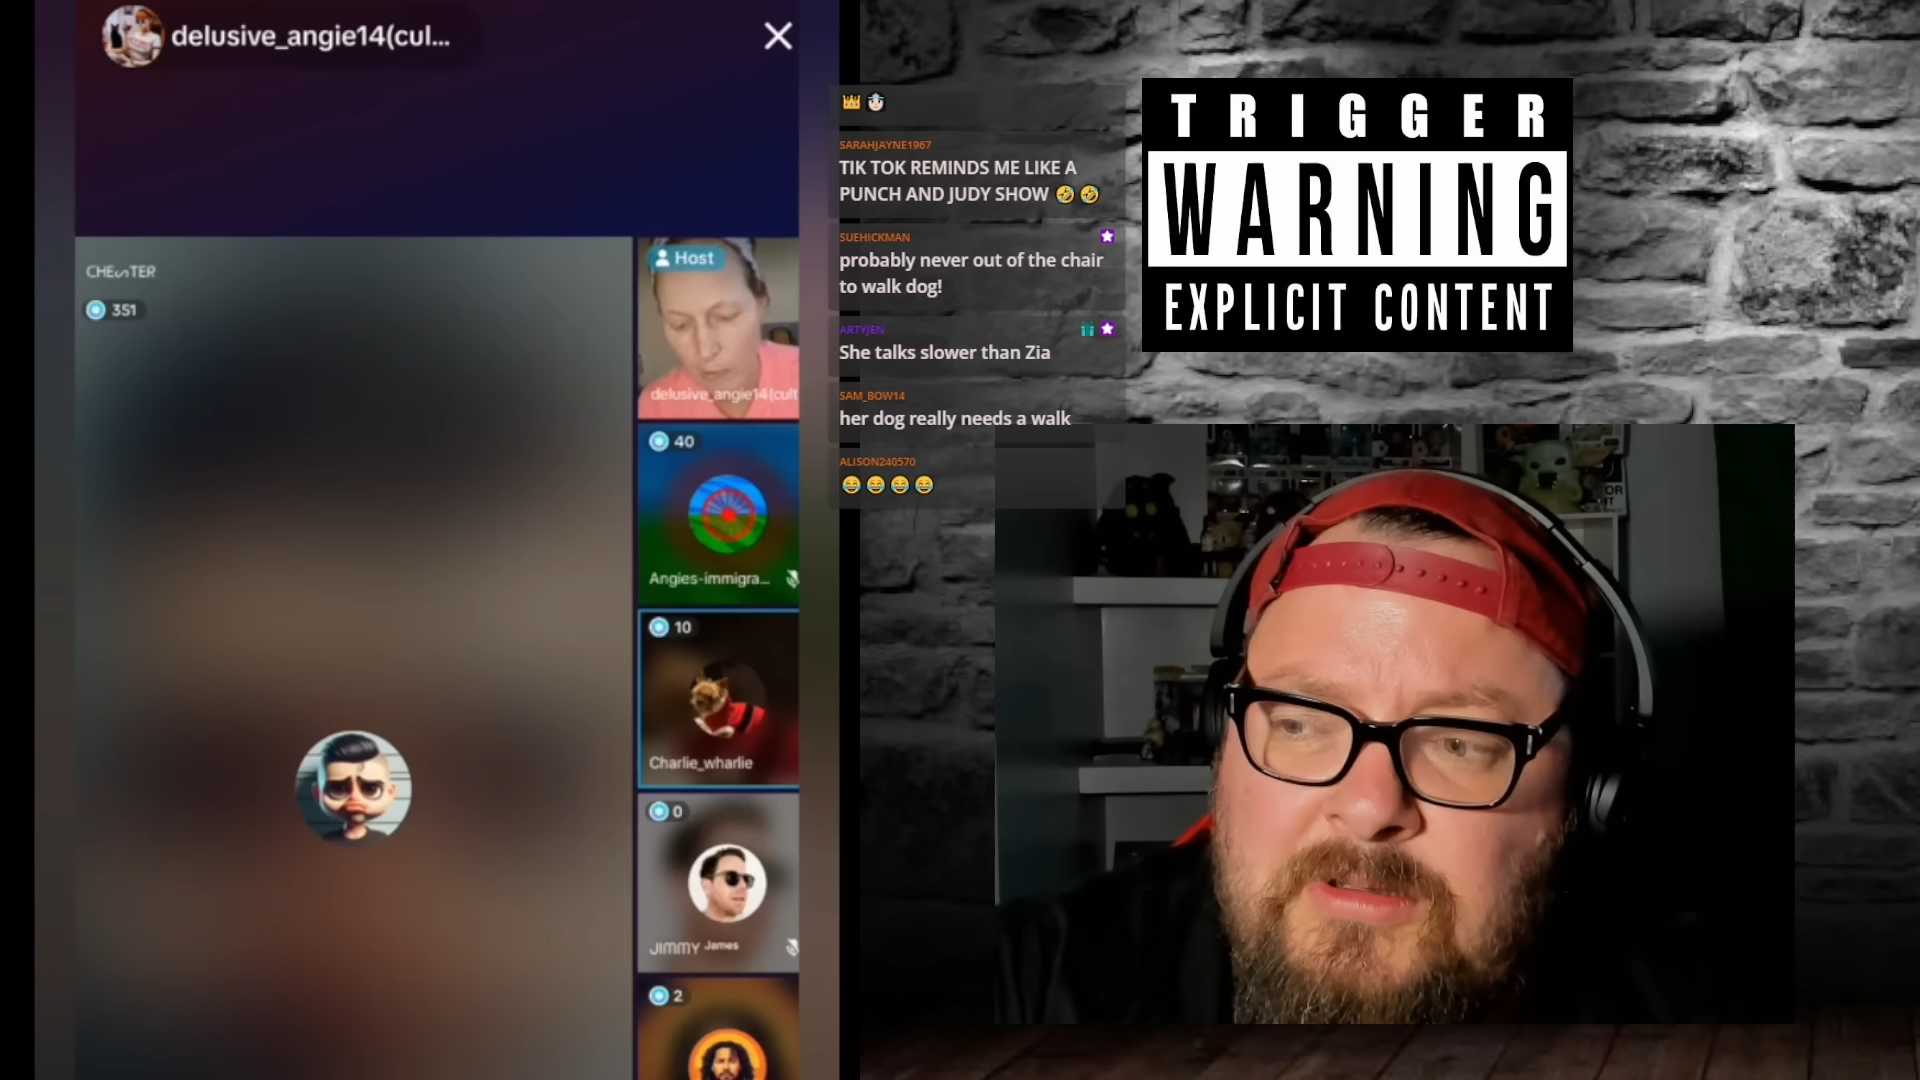 delusive_angie14(cul...
CHEᔕTER
351
Host
delusive_angie14(cult
40
Angies-immigra...
10
Charlie_wharlie
0
JIMMY James
2
SARAHJAYNE1967
TIK TOK REMINDS ME LIKE A
PUNCH AND JUDY SHOW 🤣 🤣
SUEHICKMAN
probably never out of the chair
to walk dog!
ARTYJEN
She talks slower than Zia
SAM_BOW14
her dog really needs a walk
ALISON240570
😂 😂 😂 😂
TRIGGER
WARNING
EXPLICIT CONTENT